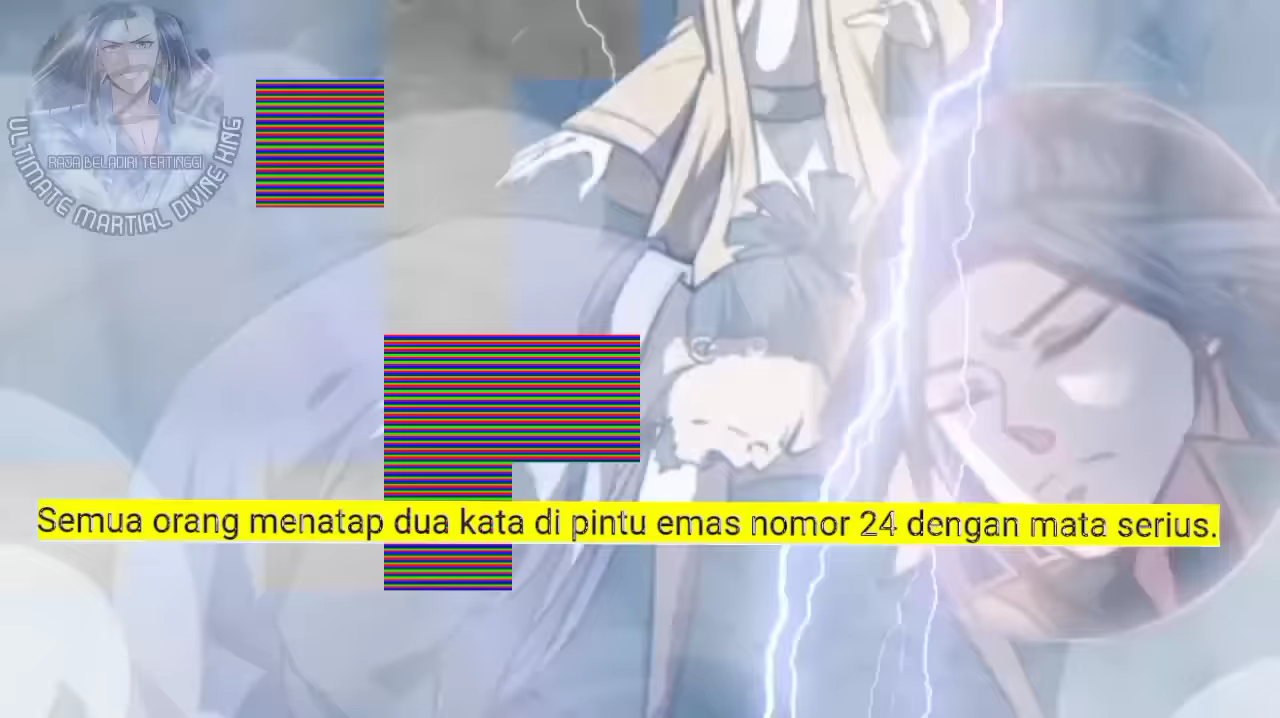 RAJA BELADIRI TERTINGGI
ULTIMATE MARTIAL DIVINE KING
Semua orang menatap dua kata di pintu emas nomor 24 dengan mata serius.